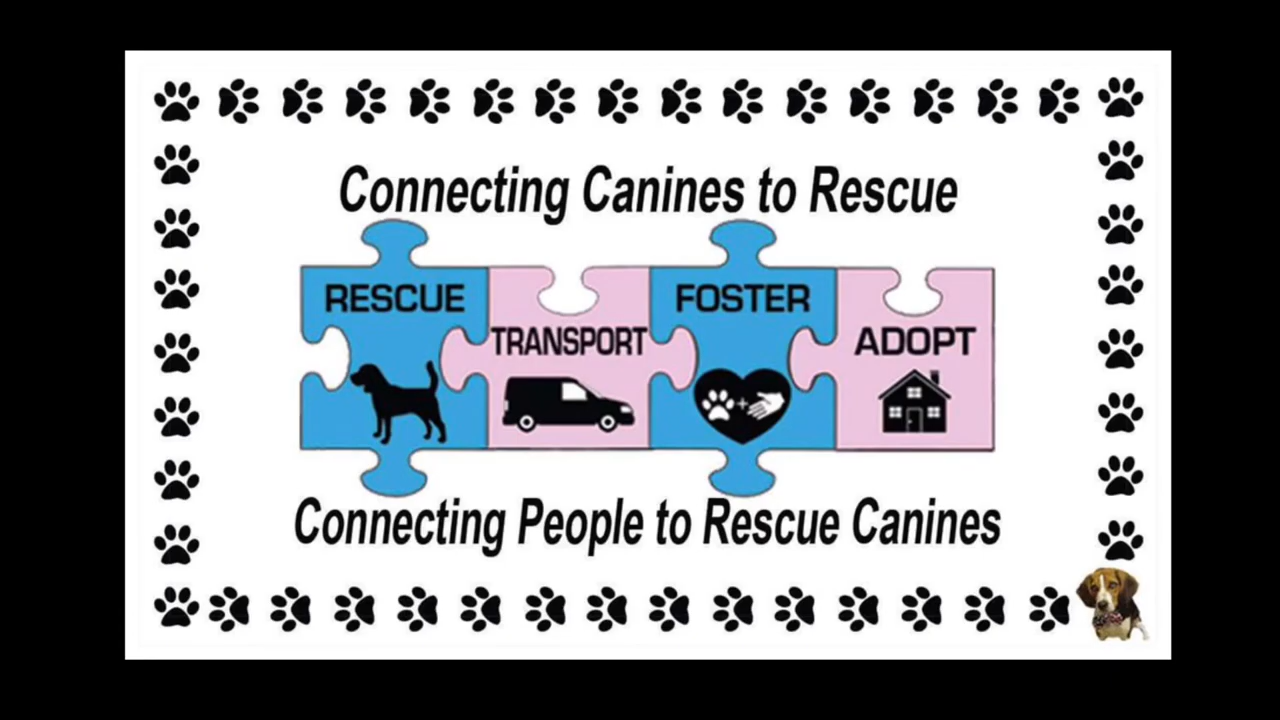 Connecting Canines to Rescue
RESCUE
TRANSPORT
FOSTER
ADOPT
+
Connecting People to Rescue Canines